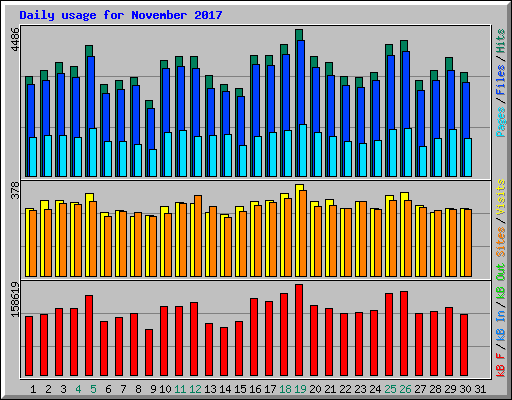 Daily usage for November 2017
4486
378
158619
Pages / Files / Hits
Sites / Visits
kB F / kB In / kB Out
1 2 3 4 5 6 7 8 9 10 11 12 13 14 15 16 17 18 19 20 21 22 23 24 25 26 27 28 29 30 31